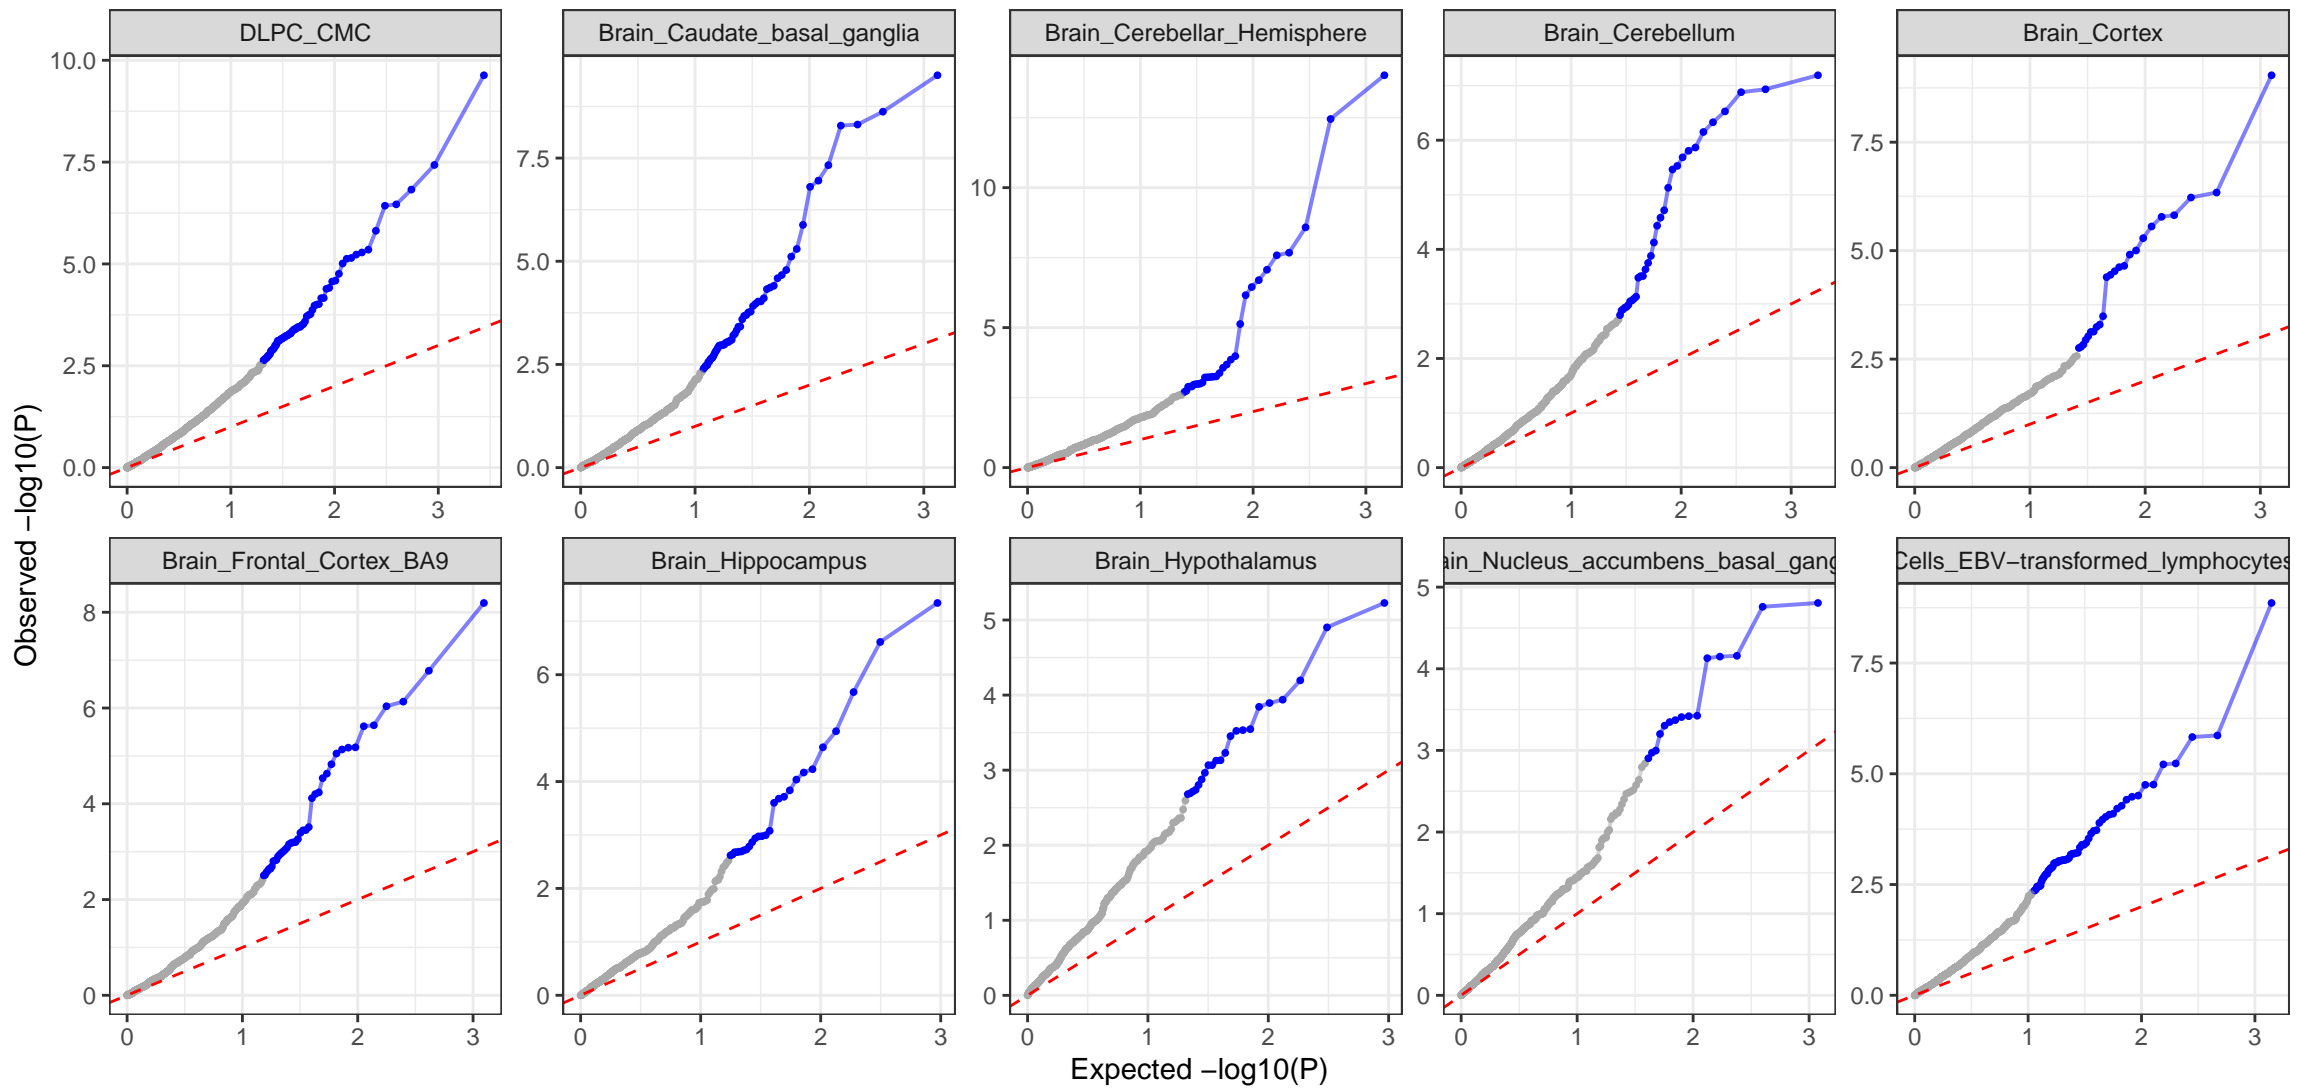 DLPC_CMC
Brain_Caudate_basal_ganglia
Brain_Cerebellar_Hemisphere
Brain_Cerebellum
Brain_Cortex
10.0
7.5
5.0
2.5
0.0
0 1 2 3
7.5
5.0
2.5
0.0
0 1 2 3
10
5
0
0 1 2 3
6
4
2
0
0 1 2 3
7.5
5.0
2.5
0.0
0 1 2 3
Observed −log10(P)
Brain_Frontal_Cortex_BA9
Brain_Hippocampus
Brain_Hypothalamus
ain_Nucleus_accumbens_basal_gang
Cells_EBV−transformed_lymphocytes
8
6
4
2
0
0 1 2 3
6
4
2
0
0 1 2 3
5
4
3
2
1
0
0 1 2 3
5
4
3
2
1
0
0 1 2 3
7.5
5.0
2.5
0.0
0 1 2 3
Expected −log10(P)